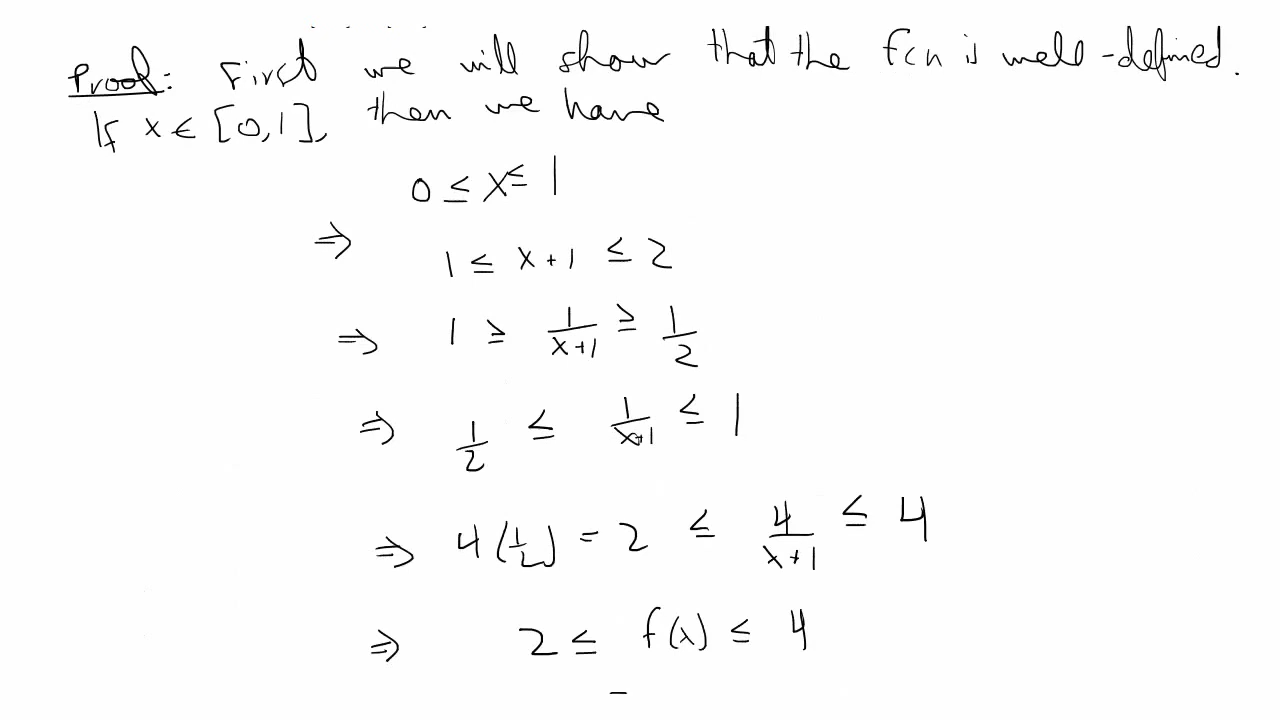 Proof: First we will show that the fcn is well-defined.
If x ∈ [0,1], then we have
0 ≤ x ≤ 1
⇒ 1 ≤ x+1 ≤ 2
⇒ 1 ≥ 1/(x+1) ≥ 1/2
⇒ 1/2 ≤ 1/(x+1) ≤ 1
⇒ 4(1/2) = 2 ≤ 4/(x+1) ≤ 4
⇒ 2 ≤ f(x) ≤ 4